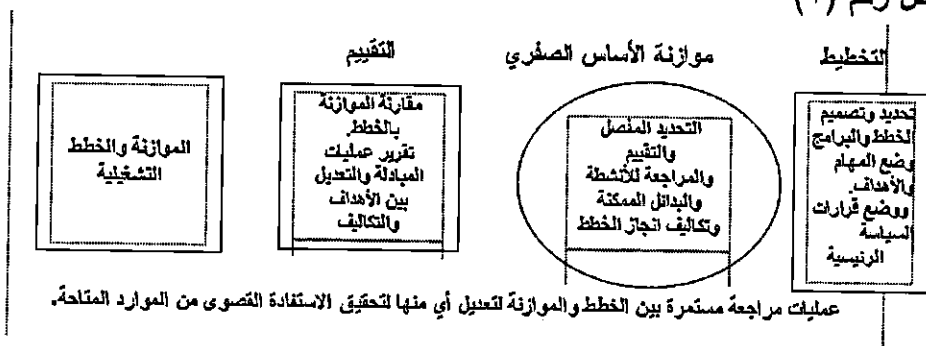 رقم (١)
التخطيط
موازنة الأساس الصفري
التقييم
تحديد وتصميم
الخطط والبرامج
وضع المهام
والأهداف.
ووضع قرارات
السياسة
الرئيسية
التحديد المفصل
والتقييم
والمراجعة للأنشطة
والبدائل الممكنة
وتكاليف انجاز الخطط
مقارنة الموازنة
بالخطط.
تقرير عمليات
المبادلة والتعديل
بين الأهداف
والتكاليف
الموازنة والخطط
التشغيلية
عمليات مراجعة مستمرة بين الخطط والموازنة لتعديل أي منها لتحقيق الاستفادة القصوى من الموارد المتاحة.